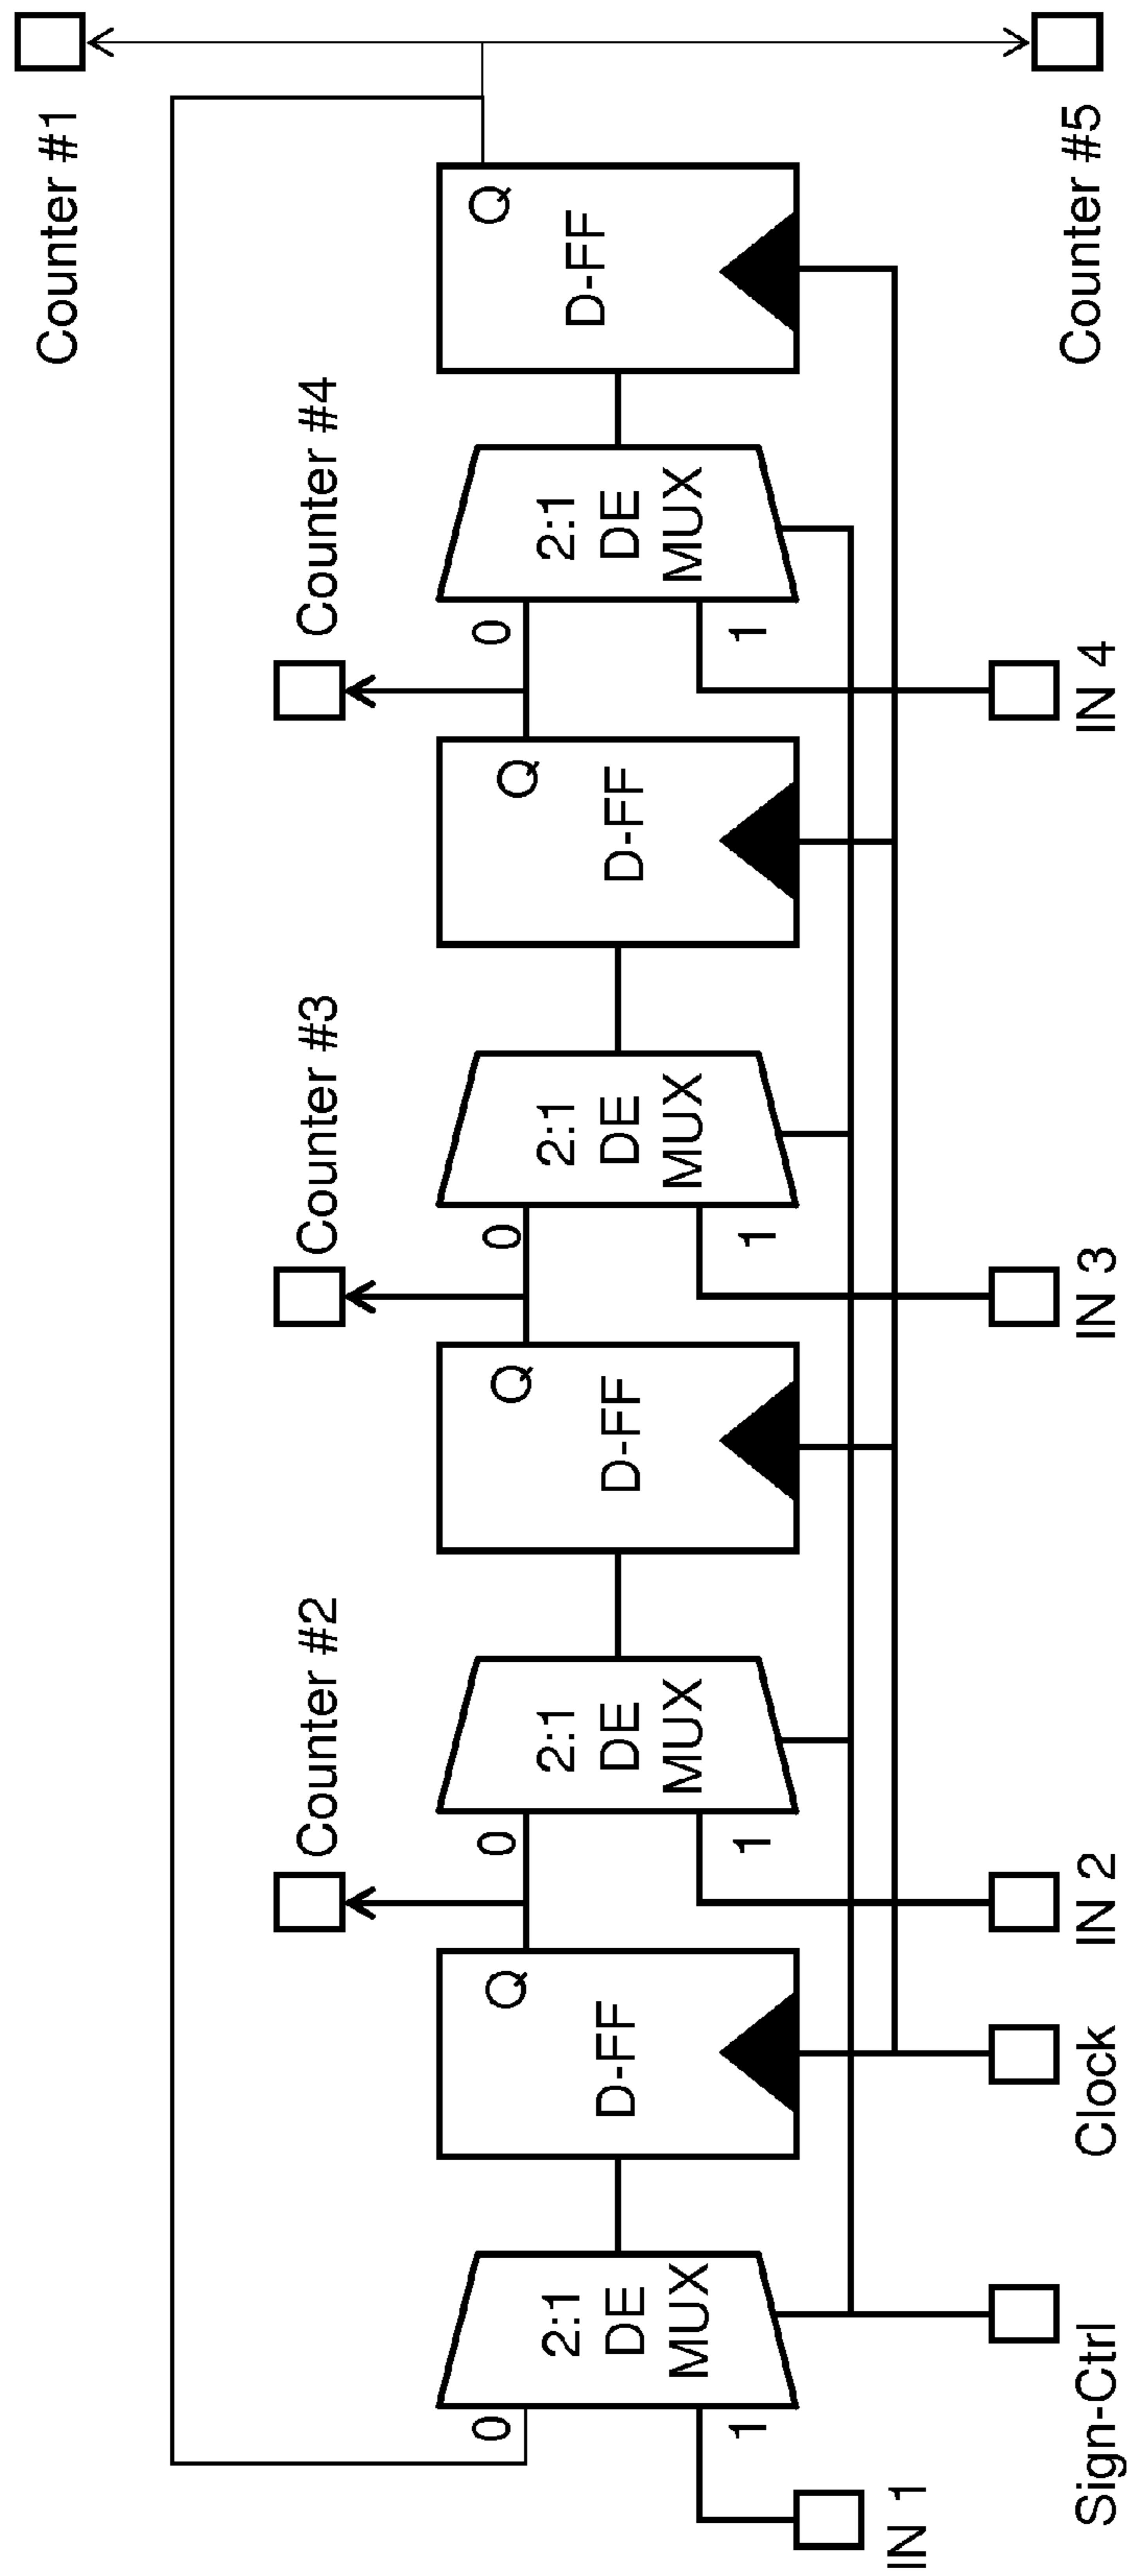 Counter #1
Counter #2
Counter #3
Counter #4
Counter #5
0
1
2:1
DE
MUX
D-FF
Q
0
1
2:1
DE
MUX
D-FF
Q
0
1
2:1
DE
MUX
D-FF
Q
0
1
2:1
DE
MUX
D-FF
Q
IN 1
Sign-Ctrl
Clock
IN 2
IN 3
IN 4